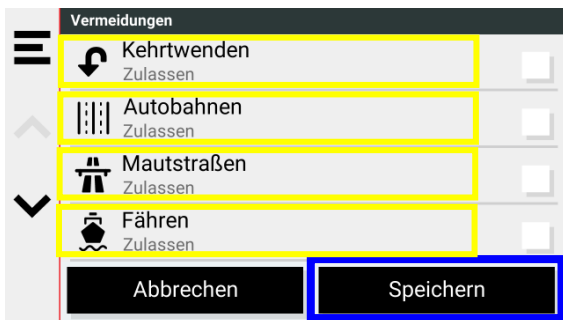 Vermeidungen
Kehrtwenden
Zulassen
Autobahnen
Zulassen
Mautstraßen
Zulassen
Fähren
Zulassen
Abbrechen
Speichern